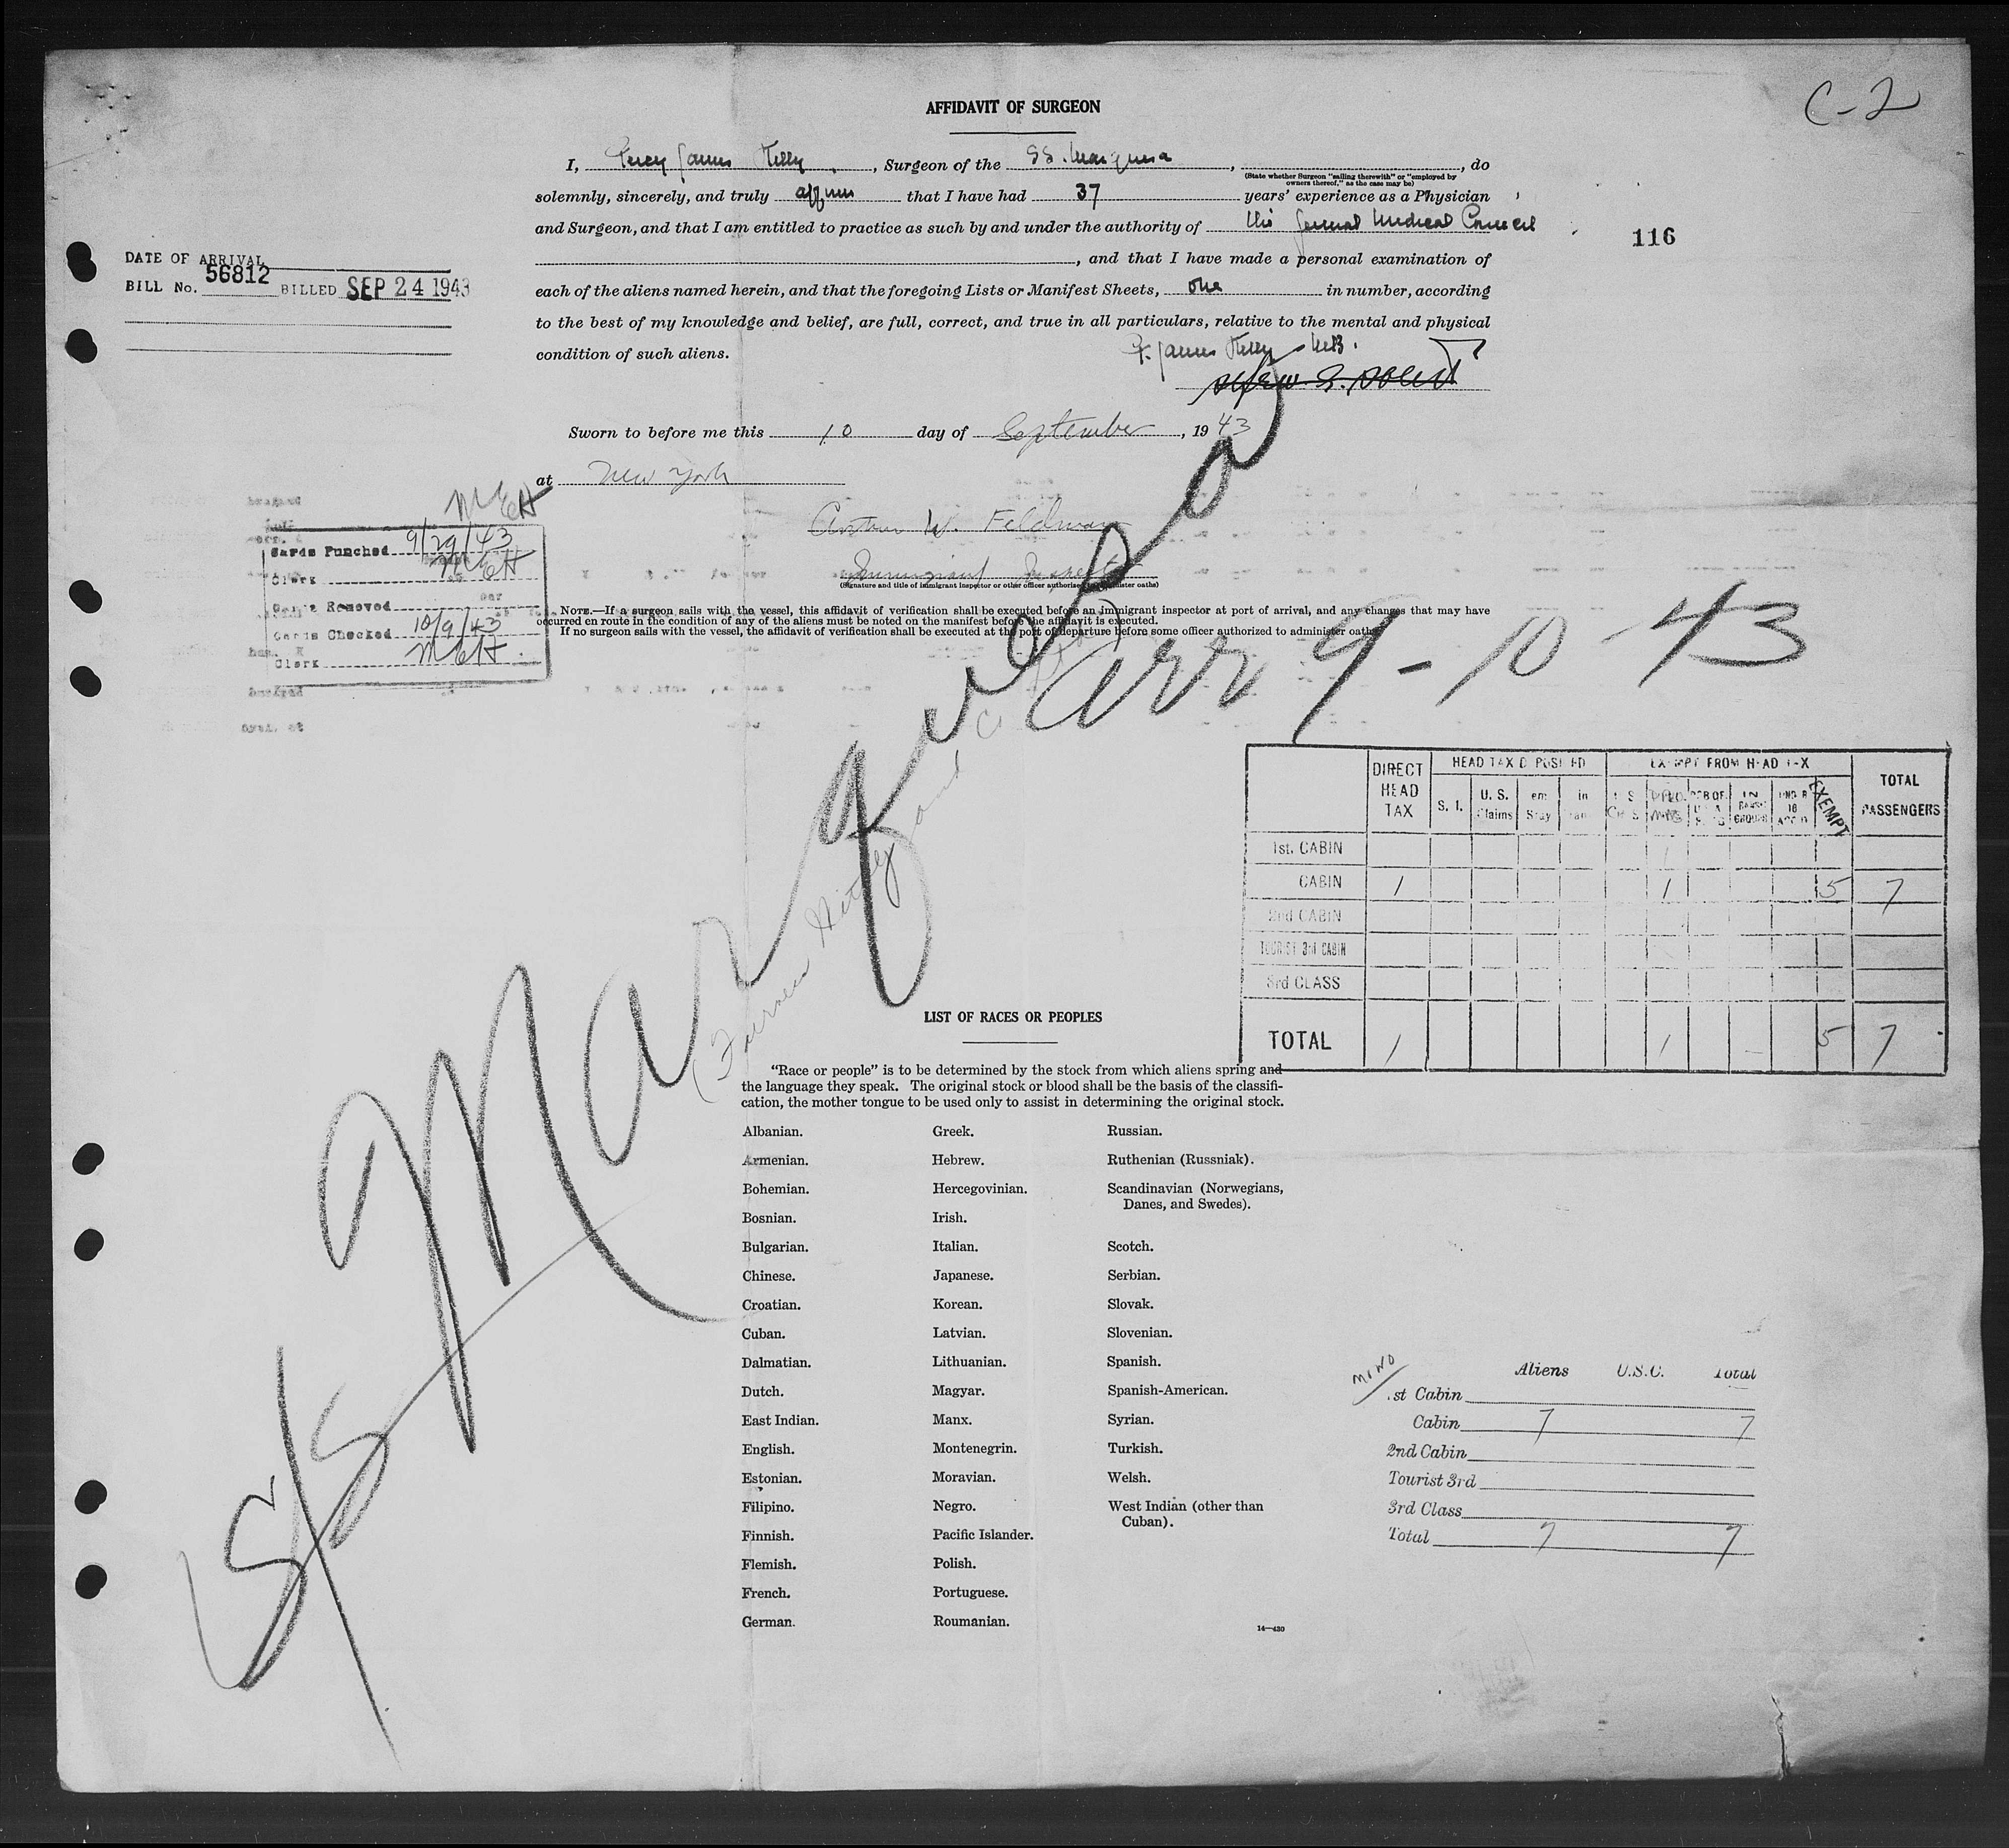 C-2
AFFIDAVIT OF SURGEON
I, Percy James Kelly, Surgeon of the SS. Marquesa, , do
(State whether Surgeon "sailing therewith" or "employed by
owners thereof," as the case may be)
solemnly, sincerely, and truly affirm that I have had 37 years' experience as a Physician
and Surgeon, and that I am entitled to practice as such by and under the authority of the General Medical Council
, and that I have made a personal examination of
each of the aliens named herein, and that the foregoing Lists or Manifest Sheets, one in number, according
to the best of my knowledge and belief, are full, correct, and true in all particulars, relative to the mental and physical
condition of such aliens.
116
DATE OF ARRIVAL
BILL No. 56812 BILLED SEP 24 1943
P. James Kelly M.B.
Sworn to before me this 10 day of September, 1943
at New York
W. Feldman
Immigrant Inspector
(Signature and title of immigrant inspector or other officer authorized to administer oaths)
MEH
Cards Punched 9/29/43
Clerk MEH
Cards Removed
Cards Checked 10/9/43
Clerk MEH
NOTE.—If a surgeon sails with the vessel, this affidavit of verification shall be executed before an immigrant inspector at port of arrival, and any changes that may have
occurred en route in the condition of any of the aliens must be noted on the manifest before the affidavit is executed.
If no surgeon sails with the vessel, the affidavit of verification shall be executed at the port of departure before some officer authorized to administer oaths.
S/S Marquesa
(Furness Withy and Co
arr 9-10-43
DIRECT HEAD TAX
HEAD TAX DEPOSITED
EXEMPT FROM HEAD TAX
TOTAL PASSENGERS
S. I. U. S. Claims
EXEMPT
1st. CABIN
CABIN 1 1 5 7
2nd CABIN
TOURIST 3rd CABIN
3rd CLASS
TOTAL 1 1 – 5 7
LIST OF RACES OR PEOPLES
"Race or people" is to be determined by the stock from which aliens spring and
the language they speak. The original stock or blood shall be the basis of the classifi-
cation, the mother tongue to be used only to assist in determining the original stock.
Albanian. Greek. Russian.
Armenian. Hebrew. Ruthenian (Russniak).
Bohemian. Hercegovinian. Scandinavian (Norwegians,
Danes, and Swedes).
Bosnian. Irish.
Bulgarian. Italian. Scotch.
Chinese. Japanese. Serbian.
Croatian. Korean. Slovak.
Cuban. Latvian. Slovenian.
Dalmatian. Lithuanian. Spanish.
Dutch. Magyar. Spanish-American.
East Indian. Manx. Syrian.
English. Montenegrin. Turkish.
Estonian. Moravian. Welsh.
Filipino. Negro. West Indian (other than
Cuban).
Finnish. Pacific Islander.
Flemish. Polish.
French. Portuguese.
German. Roumanian.
14—430
Aliens U.S.C. Total
1st Cabin
Cabin 7 7
2nd Cabin
Tourist 3rd
3rd Class
Total 7 7